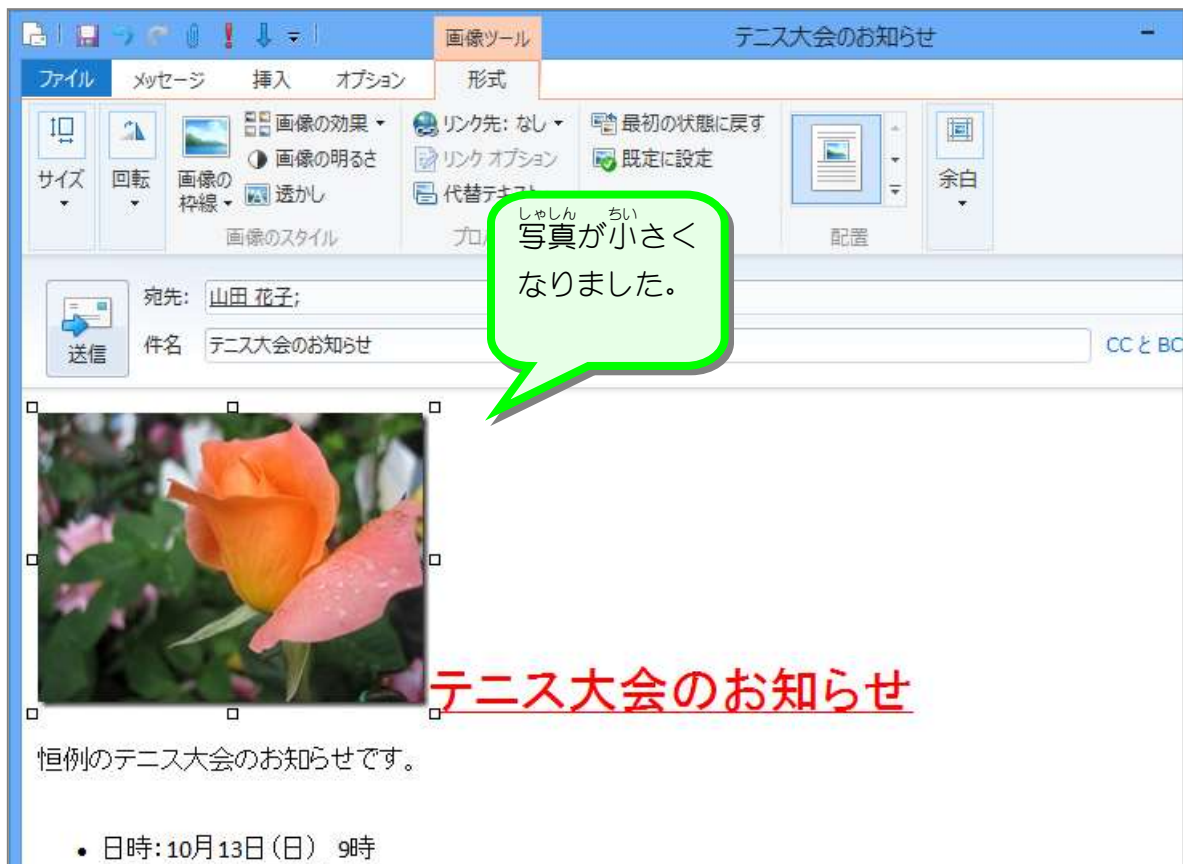 画像ツール
テニス大会のお知らせ
ファイル メッセージ 挿入 オプション 形式
サイズ
回転
画像の枠線
画像の効果
画像の明るさ
透かし
画像のスタイル
リンク先: なし
リンク オプション
代替テキスト
最初の状態に戻す
既定に設定
配置
余白
しゃしん ちい
写真が小さく
なりました。
送信
宛先: 山田 花子;
件名 テニス大会のお知らせ
CC と BC
テニス大会のお知らせ
恒例のテニス大会のお知らせです。
• 日時:10月13日(日) 9時